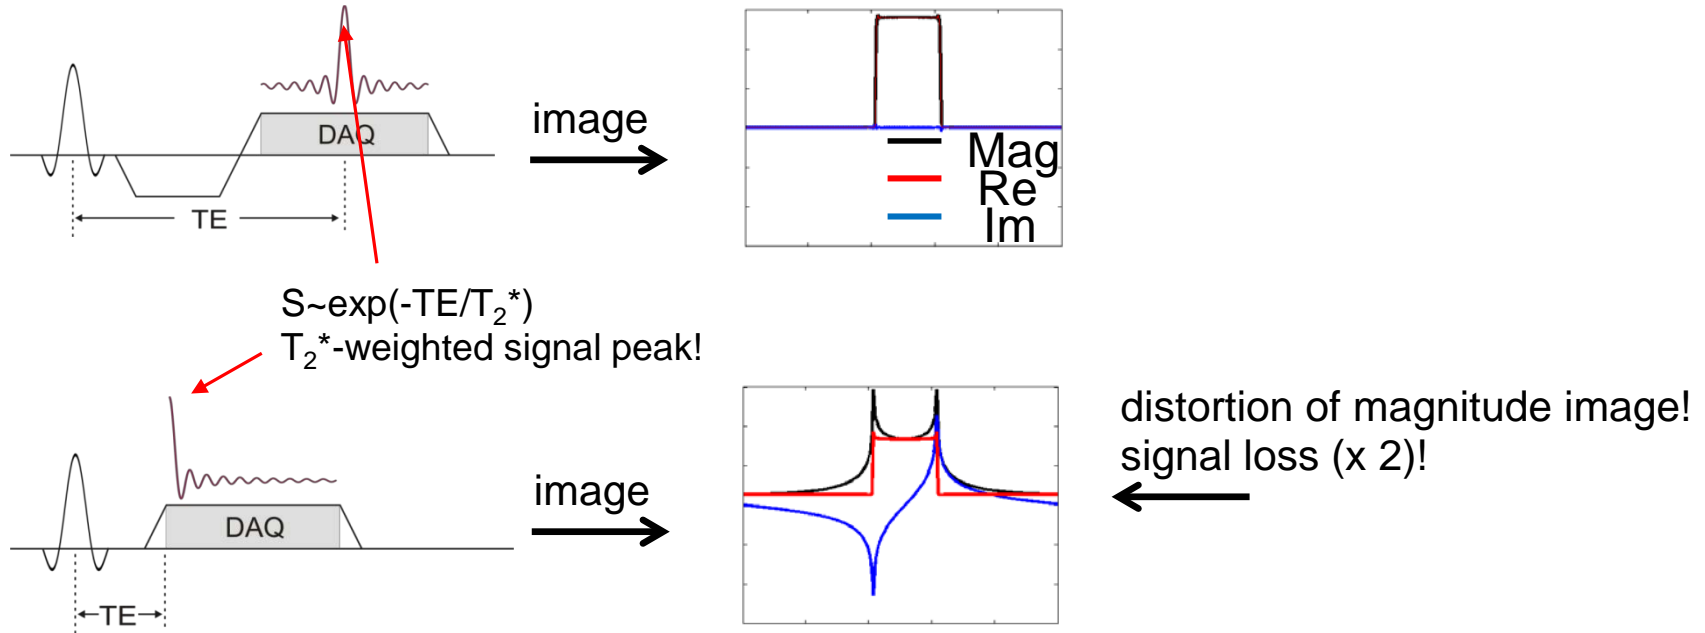 DAQ
TE
image
Mag
Re
Im
S~exp(-TE/T₂*)
T₂*-weighted signal peak!
DAQ
TE
image
distortion of magnitude image!
signal loss (x 2)!